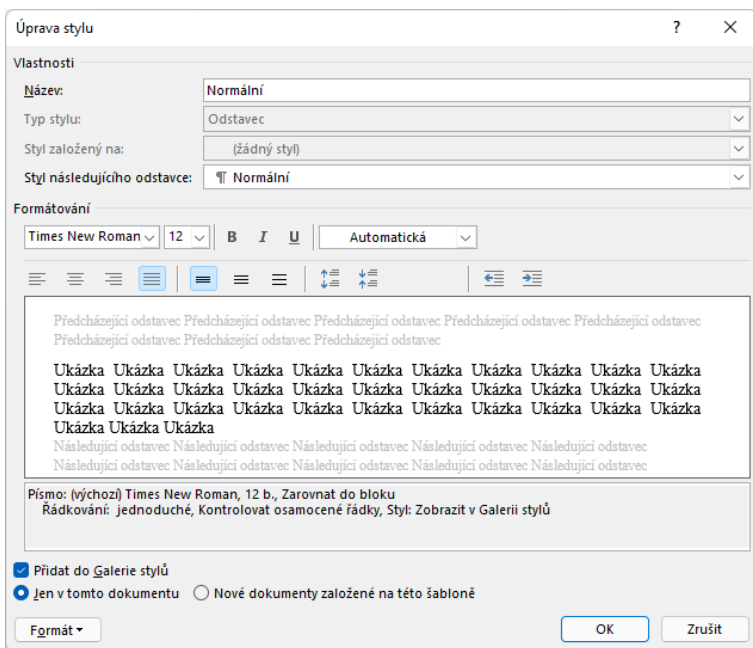 Úprava stylu
Vlastnosti
Název: Normální
Typ stylu: Odstavec
Styl založený na: (žádný styl)
Styl následujícího odstavce: ¶ Normální
Formátování
Times New Roman 12 B I U Automatická
Předcházející odstavec Předcházející odstavec Předcházející odstavec Předcházející odstavec Předcházející odstavec
Předcházející odstavec Předcházející odstavec Předcházející odstavec
Ukázka Ukázka Ukázka Ukázka Ukázka Ukázka Ukázka Ukázka Ukázka Ukázka Ukázka
Ukázka Ukázka Ukázka Ukázka Ukázka Ukázka Ukázka Ukázka Ukázka Ukázka Ukázka
Ukázka Ukázka Ukázka Ukázka Ukázka Ukázka Ukázka Ukázka Ukázka Ukázka Ukázka
Ukázka Ukázka Ukázka
Následující odstavec Následující odstavec Následující odstavec Následující odstavec Následující odstavec
Následující odstavec Následující odstavec Následující odstavec Následující odstavec Následující odstavec
Písmo: (výchozí) Times New Roman, 12 b., Zarovnat do bloku
Řádkování: jednoduché, Kontrolovat osamocené řádky, Styl: Zobrazit v Galerii stylů
Přidat do Galerie stylů
Jen v tomto dokumentu Nové dokumenty založené na této šabloně
Formát OK Zrušit